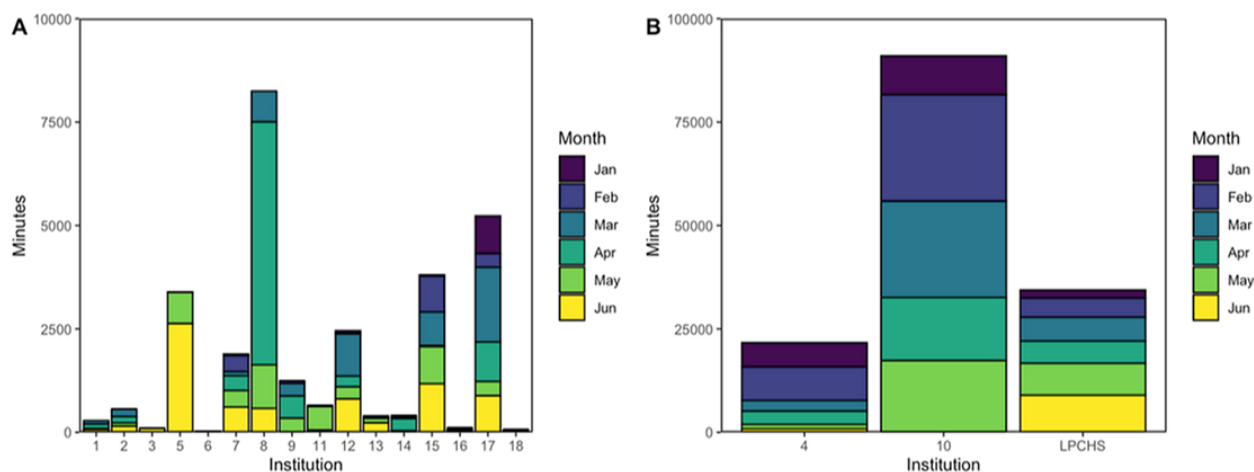 A
10000
7500
5000
2500
0
Minutes
1 2 3 5 6 7 8 9 11 12 13 14 15 16 17 18
Institution
Month
Jan
Feb
Mar
Apr
May
Jun
B
100000
75000
50000
25000
0
Minutes
4 10 LPCHS
Institution
Month
Jan
Feb
Mar
Apr
May
Jun